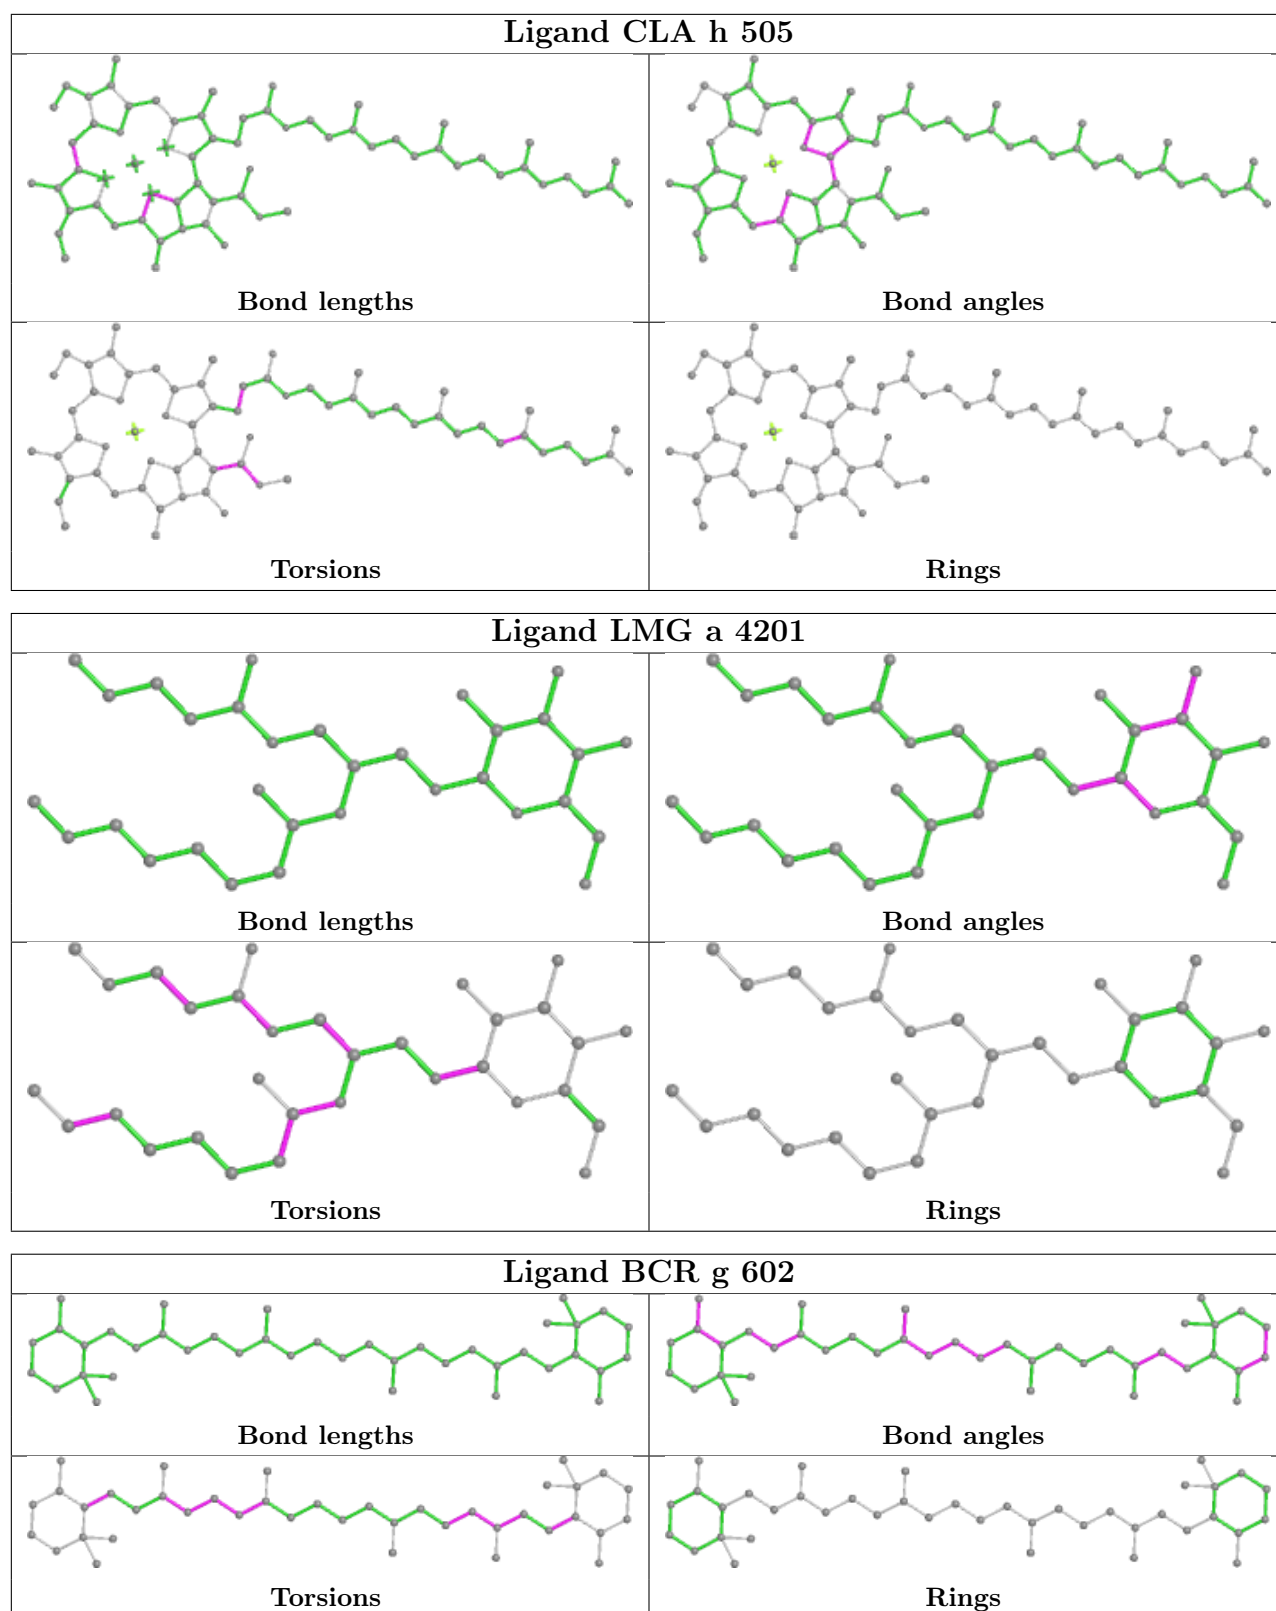 Ligand CLA h 505
Bond lengths
Bond angles
Torsions
Rings
Ligand LMG a 4201
Bond lengths
Bond angles
Torsions
Rings
Ligand BCR g 602
Bond lengths
Bond angles
Torsions
Rings